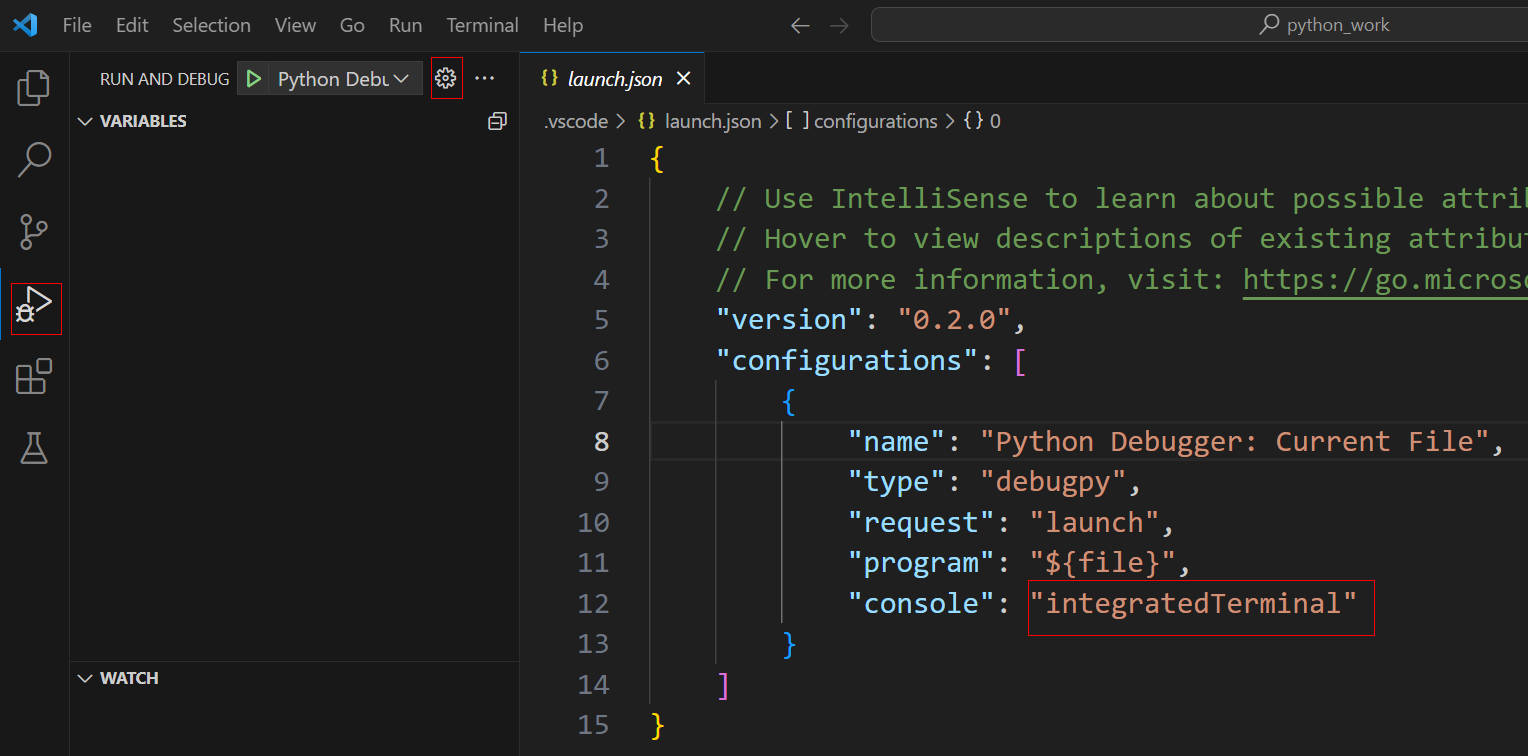 File Edit Selection View Go Run Terminal Help
python_work
RUN AND DEBUG Python Debu
VARIABLES
WATCH
{} launch.json
.vscode > {} launch.json > [ ] configurations > {} 0
1 {
2 // Use IntelliSense to learn about possible attrib
3 // Hover to view descriptions of existing attribut
4 // For more information, visit: https://go.microso
5 "version": "0.2.0",
6 "configurations": [
7 {
8 "name": "Python Debugger: Current File",
9 "type": "debugpy",
10 "request": "launch",
11 "program": "${file}",
12 "console": "integratedTerminal"
13 }
14 ]
15 }